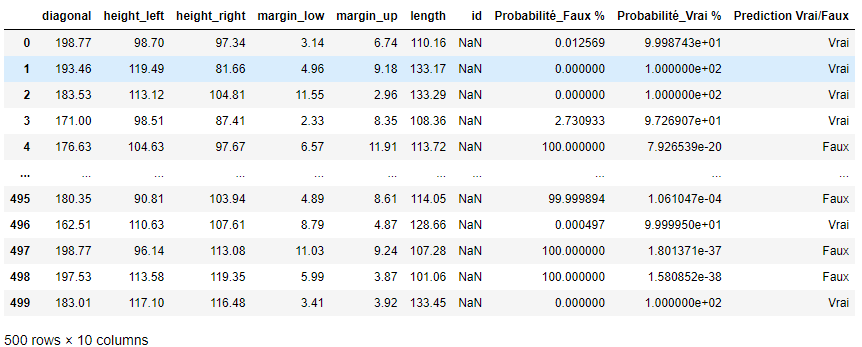 diagonal height_left height_right margin_low margin_up length id Probabilité_Faux % Probabilité_Vrai % Prediction Vrai/Faux
0 198.77 98.70 97.34 3.14 6.74 110.16 NaN 0.012569 9.998743e+01 Vrai
1 193.46 119.49 81.66 4.96 9.18 133.17 NaN 0.000000 1.000000e+02 Vrai
2 183.53 113.12 104.81 11.55 2.96 133.29 NaN 0.000000 1.000000e+02 Vrai
3 171.00 98.51 87.41 2.33 8.35 108.36 NaN 2.730933 9.726907e+01 Vrai
4 176.63 104.63 97.67 6.57 11.91 113.72 NaN 100.000000 7.926539e-20 Faux
... ... ... ... ... ... ... ... ... ... ...
495 180.35 90.81 103.94 4.89 8.61 114.05 NaN 99.999894 1.061047e-04 Faux
496 162.51 110.63 107.61 8.79 4.87 128.66 NaN 0.000497 9.999950e+01 Vrai
497 198.77 96.14 113.08 11.03 9.24 107.28 NaN 100.000000 1.801371e-37 Faux
498 197.53 113.58 119.35 5.99 3.87 101.06 NaN 100.000000 1.580852e-38 Faux
499 183.01 117.10 116.48 3.41 3.92 133.45 NaN 0.000000 1.000000e+02 Vrai
500 rows × 10 columns